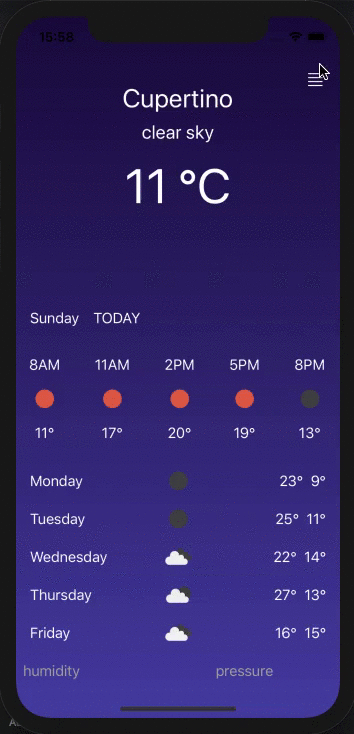 15:58
Cupertino
clear sky
11 °C
Sunday TODAY
8AM 11AM 2PM 5PM 8PM
11° 17° 20° 19° 13°
Monday 23° 9°
Tuesday 25° 11°
Wednesday 22° 14°
Thursday 27° 13°
Friday 16° 15°
humidity pressure